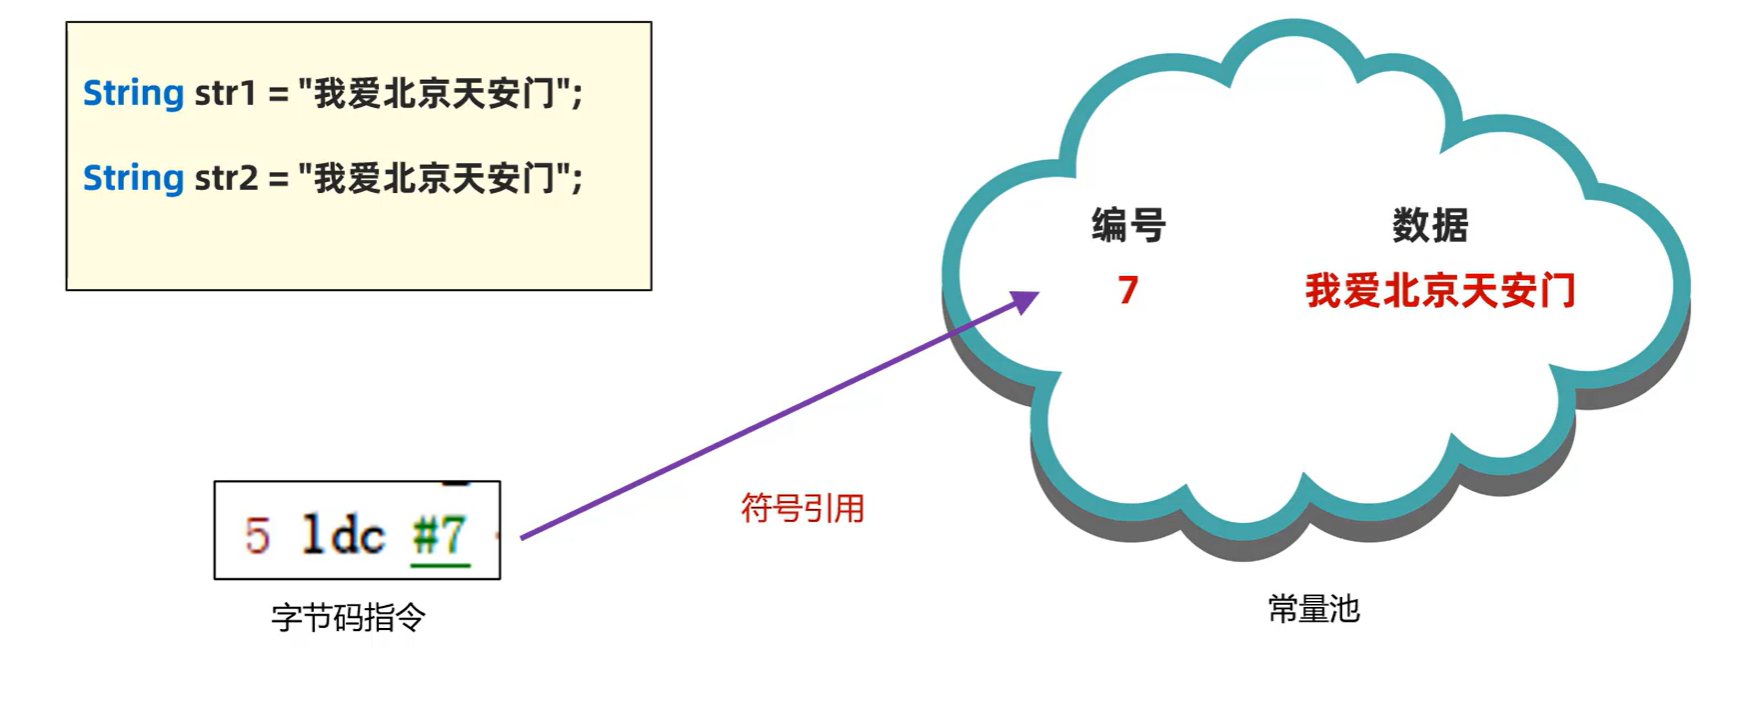 String str1 = "我爱北京天安门";
String str2 = "我爱北京天安门";
编号 数据
7 我爱北京天安门
5 ldc #7
符号引用
字节码指令
常量池